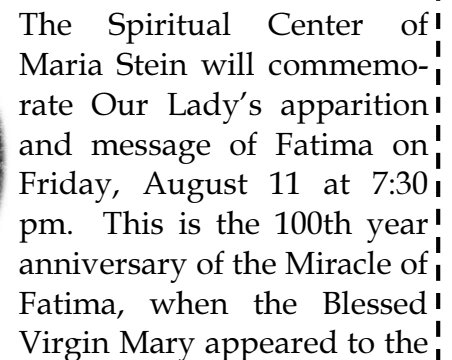 The Spiritual Center of
Maria Stein will commemo-
rate Our Lady’s apparition
and message of Fatima on
Friday, August 11 at 7:30
pm. This is the 100th year
anniversary of the Miracle of
Fatima, when the Blessed
Virgin Mary appeared to the